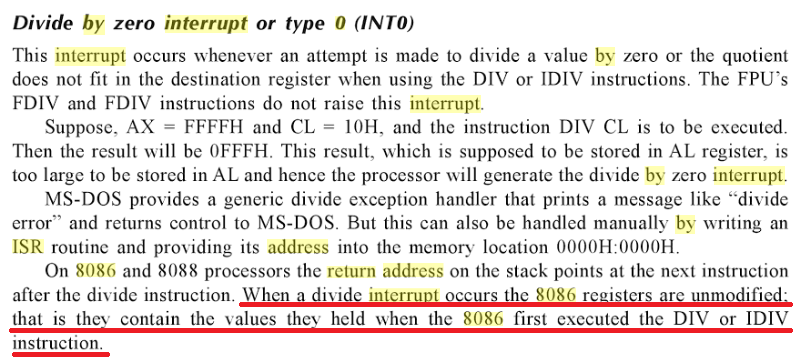 Divide by zero interrupt or type 0 (INT0)
This interrupt occurs whenever an attempt is made to divide a value by zero or the quotient
does not fit in the destination register when using the DIV or IDIV instructions. The FPU's
FDIV and FDIV instructions do not raise this interrupt.
Suppose, AX = FFFFH and CL = 10H, and the instruction DIV CL is to be executed.
Then the result will be 0FFFH. This result, which is supposed to be stored in AL register, is
too large to be stored in AL and hence the processor will generate the divide by zero interrupt.
MS-DOS provides a generic divide exception handler that prints a message like “divide
error” and returns control to MS-DOS. But this can also be handled manually by writing an
ISR routine and providing its address into the memory location 0000H:0000H.
On 8086 and 8088 processors the return address on the stack points at the next instruction
after the divide instruction. When a divide interrupt occurs the 8086 registers are unmodified;
that is they contain the values they held when the 8086 first executed the DIV or IDIV
instruction.